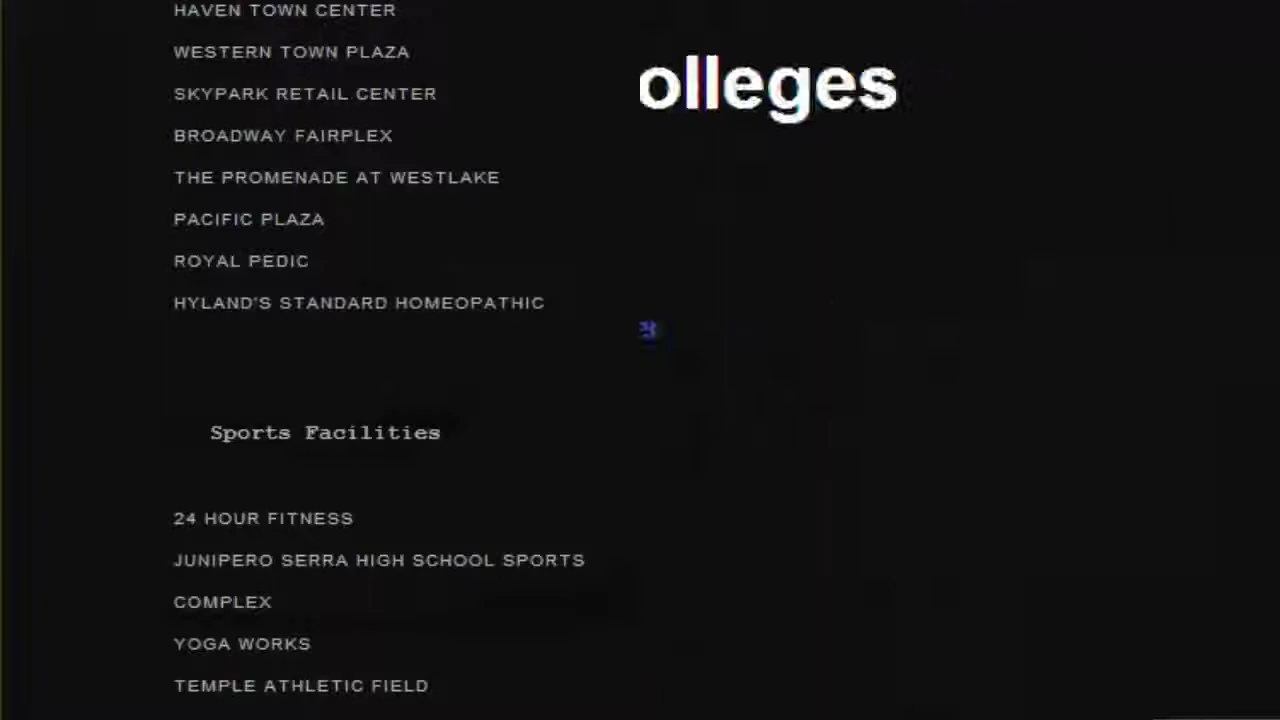 HAVEN TOWN CENTER
WESTERN TOWN PLAZA
olleges
SKYPARK RETAIL CENTER
BROADWAY FAIRPLEX
THE PROMENADE AT WESTLAKE
PACIFIC PLAZA
ROYAL PEDIC
HYLAND'S STANDARD HOMEOPATHIC
Sports Facilities
24 HOUR FITNESS
JUNIPERO SERRA HIGH SCHOOL SPORTS
COMPLEX
YOGA WORKS
TEMPLE ATHLETIC FIELD